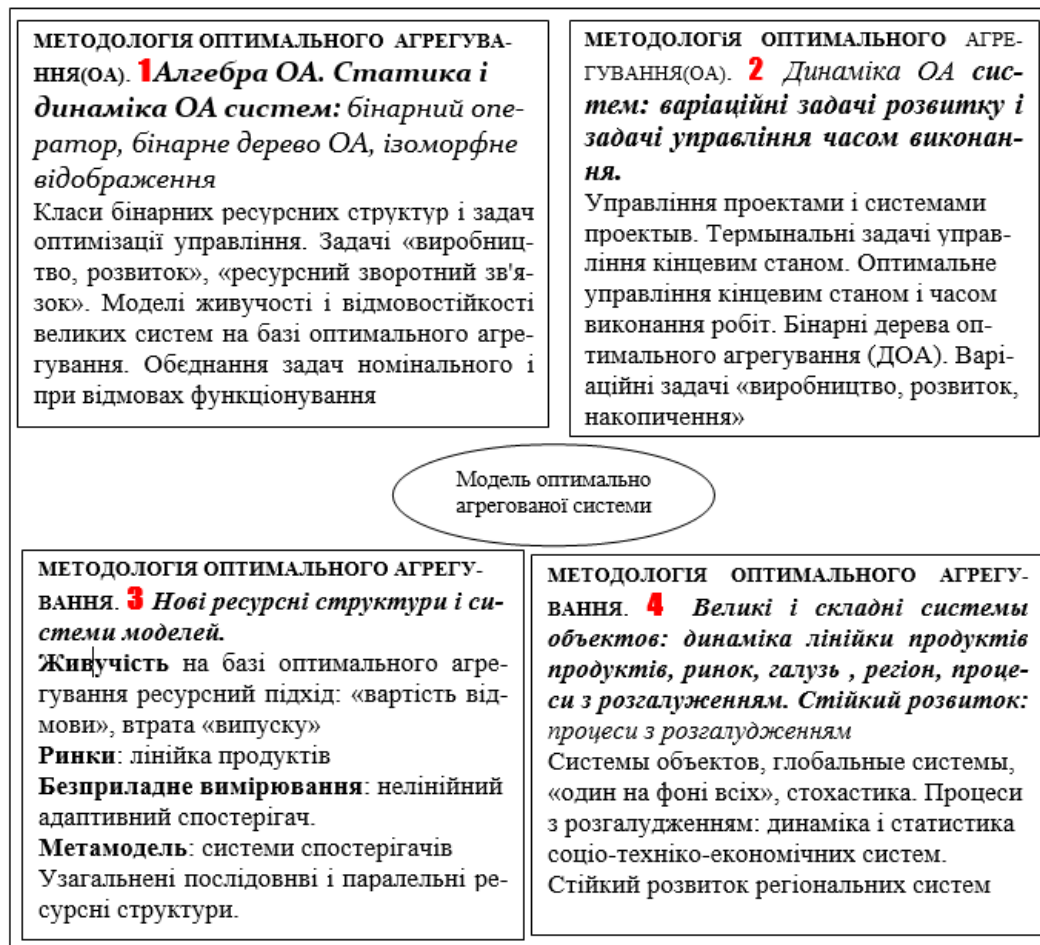 МЕТОДОЛОГІЯ ОПТИМАЛЬНОГО АГРЕГУВА-
ННЯ(ОА). 1Алгебра ОА. Статика і
динаміка ОА систем: бінарний опе-
ратор, бінарне дерево ОА, ізоморфне
відображення
Класи бінарних ресурсних структур і задач
оптимізації управління. Задачі «виробниц-
тво, розвиток», «ресурсний зворотний зв'я-
зок». Моделі живучості і відмовостійкості
великих систем на базі оптимального агре-
гування. Обєднання задач номінального і
при відмовах функціонування
МЕТОДОЛОГіЯ ОПТИМАЛЬНОГО АГРЕ-
ГУВАННЯ(ОА). 2 Динаміка ОА сис-
тем: варіаційні задачі розвитку і
задачі управління часом виконан-
ня.
Управління проектами і системами
проектыв. Термынальні задачі управ-
ління кінцевим станом. Оптимальне
управління кінцевим станом і часом
виконання робіт. Бінарні дерева оп-
тимального агрегування (ДОА). Варі-
аційні задачі «виробництво, розвиток,
накопичення»
Модель оптимально
агрегованої системи
МЕТОДОЛОГІЯ ОПТИМАЛЬНОГО АГРЕГУ-
ВАННЯ. 3 Нові ресурсні структури і си-
стеми моделей.
Живучість на базі оптимального агре-
гування ресурсний підхід: «вартість від-
мови», втрата «випуску»
Ринки: лінійка продуктів
Безприладне вимірювання: нелінійний
адаптивний спостерігач.
Метамодель: системи спостерігачів
Узагальнені послідовнві і паралельні ре-
сурсні структури.
МЕТОДОЛОГІЯ ОПТИМАЛЬНОГО АГРЕГУ-
ВАННЯ. 4 Великі і складні системы
объектов: динаміка лінійки продуктів
продуктів, ринок, галузь , регіон, проце-
си з розгалуженням. Стійкий розвиток:
процеси з розгалудженням
Системы объектов, глобальные системы,
«один на фоні всіх», стохастика. Процеси
з розгалудженням: динаміка і статистика
соціо-техніко-економічних систем.
Стійкий розвиток регіональних систем